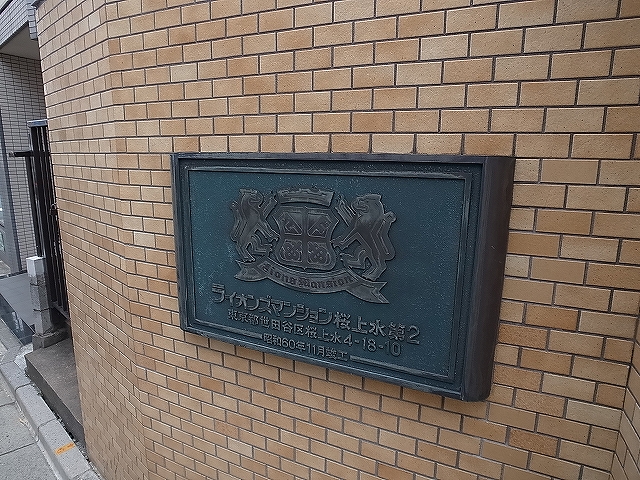 Lions Mansion
ライオンズマンション桜上水第2
東京都世田谷区桜上水4-18-10
昭和60年11月竣工